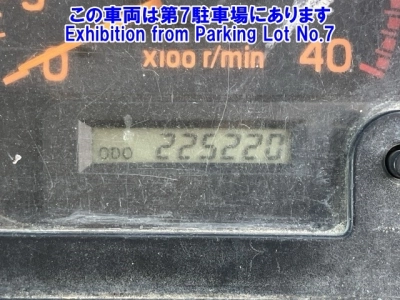 この車両は第7駐車場にあります
Exhibition from Parking Lot No.7
0 x100 r/min 40
ODO 225220